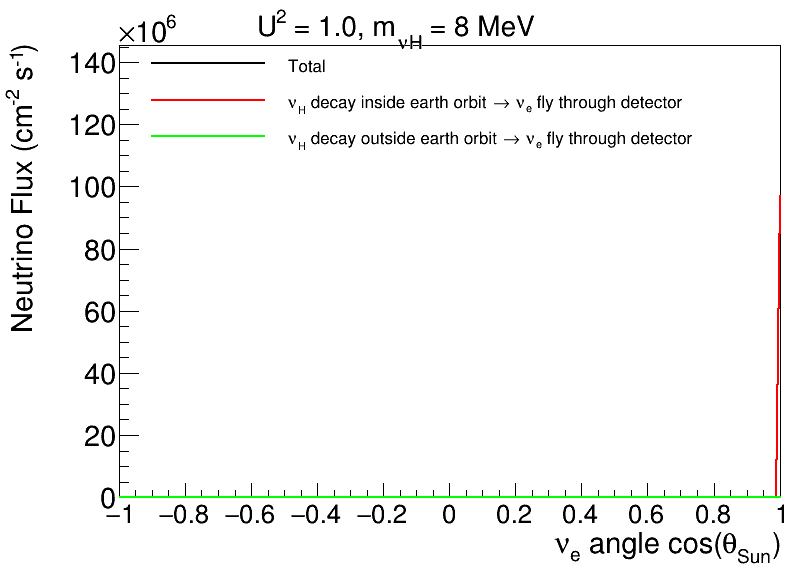 ×10⁶
U² = 1.0, m_νH = 8 MeV
Neutrino Flux (cm⁻² s⁻¹)
140
120
100
80
60
40
20
0
Total
ν_H decay inside earth orbit → ν_e fly through detector
ν_H decay outside earth orbit → ν_e fly through detector
−1 −0.8 −0.6 −0.4 −0.2 0 0.2 0.4 0.6 0.8 1
ν_e angle cos(θ_Sun)